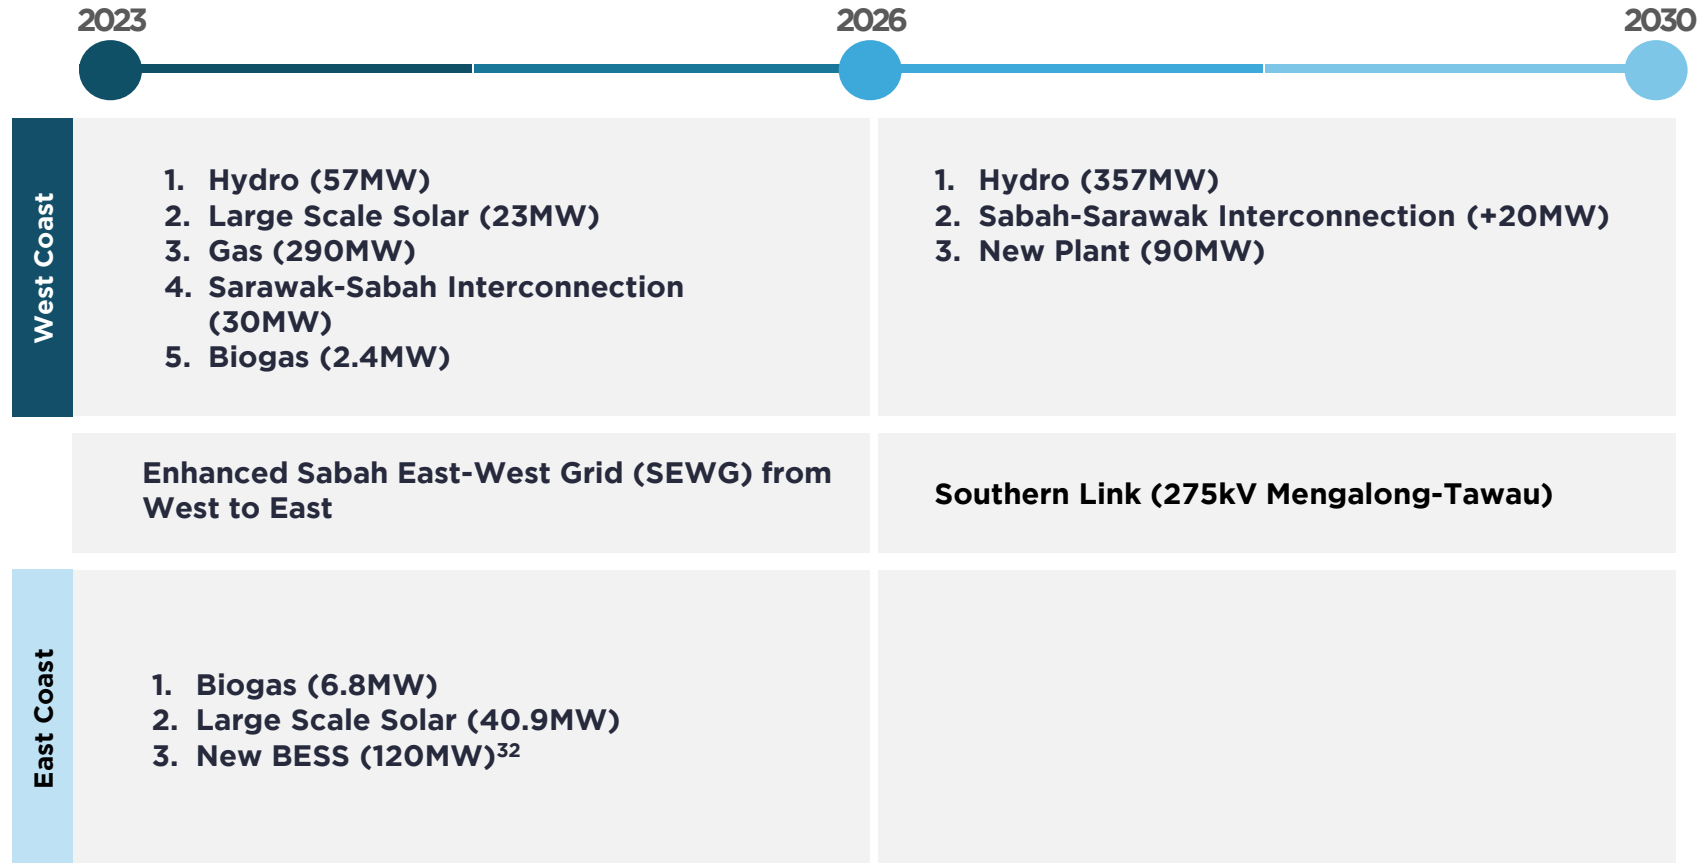 2023
2026
2030
West Coast
1. Hydro (57MW)
2. Large Scale Solar (23MW)
3. Gas (290MW)
4. Sarawak-Sabah Interconnection
(30MW)
5. Biogas (2.4MW)
1. Hydro (357MW)
2. Sabah-Sarawak Interconnection (+20MW)
3. New Plant (90MW)
Enhanced Sabah East-West Grid (SEWG) from
West to East
Southern Link (275kV Mengalong-Tawau)
East Coast
1. Biogas (6.8MW)
2. Large Scale Solar (40.9MW)
3. New BESS (120MW)³²